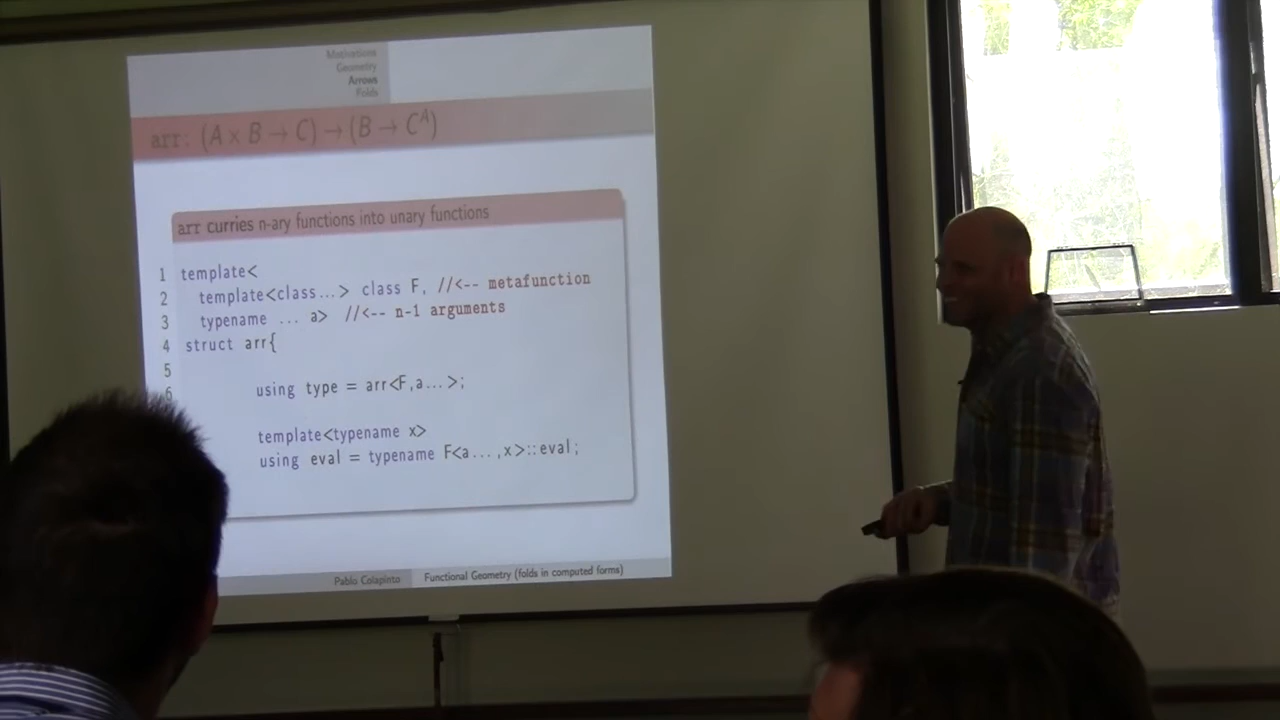 Motivations
Geometry
Arrows
Folds
arr: (A × B → C) → (B → Cᴬ)
arr curries n-ary functions into unary functions
1 template<
2 template<class...> class F, //<-- metafunction
3 typename ... a> //<-- n-1 arguments
4 struct arr{
5
6 using type = arr<F,a...>;
template<typename x>
using eval = typename F<a...,x>::eval;
Pablo Colapinto Functional Geometry (folds in computed forms)